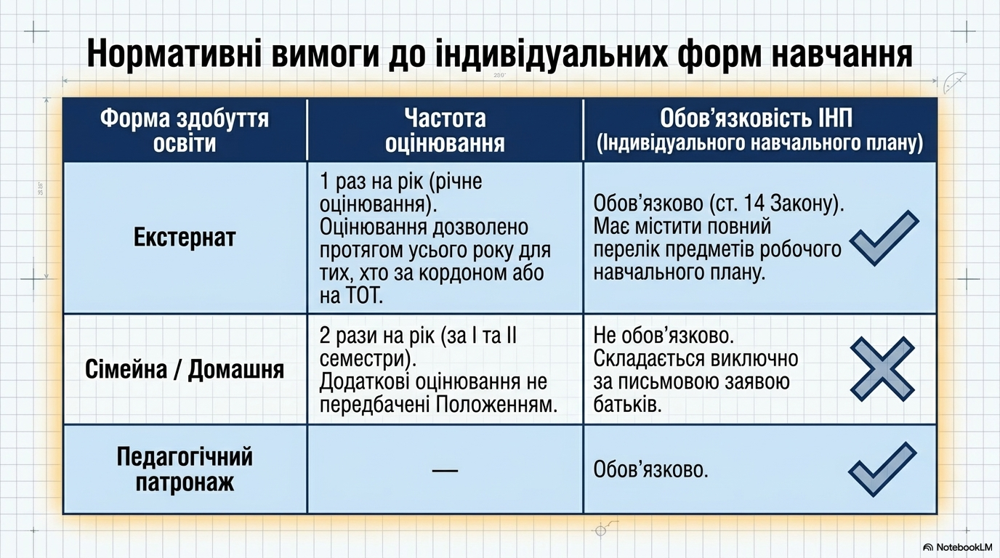 Нормативні вимоги до індивідуальних форм навчання
230'
Форма здобуття
освіти
Частота
оцінювання
Обов’язковість ІНП
(Індивідуального навчального плану)
Екстернат
1 раз на рік (річне
оцінювання).
Оцінювання дозволено
протягом усього року для
тих, хто за кордоном або
на ТОТ.
Обов’язково (ст. 14 Закону).
Має містити повний
перелік предметів робочого
навчального плану.
Сімейна / Домашня
2 рази на рік (за І та ІІ
семестри).
Додаткові оцінювання не
передбачені Положенням.
Не обов’язково.
Складається виключно
за письмовою заявою
батьків.
Педагогічний
патронаж
—
Обов’язково.
NotebookLM